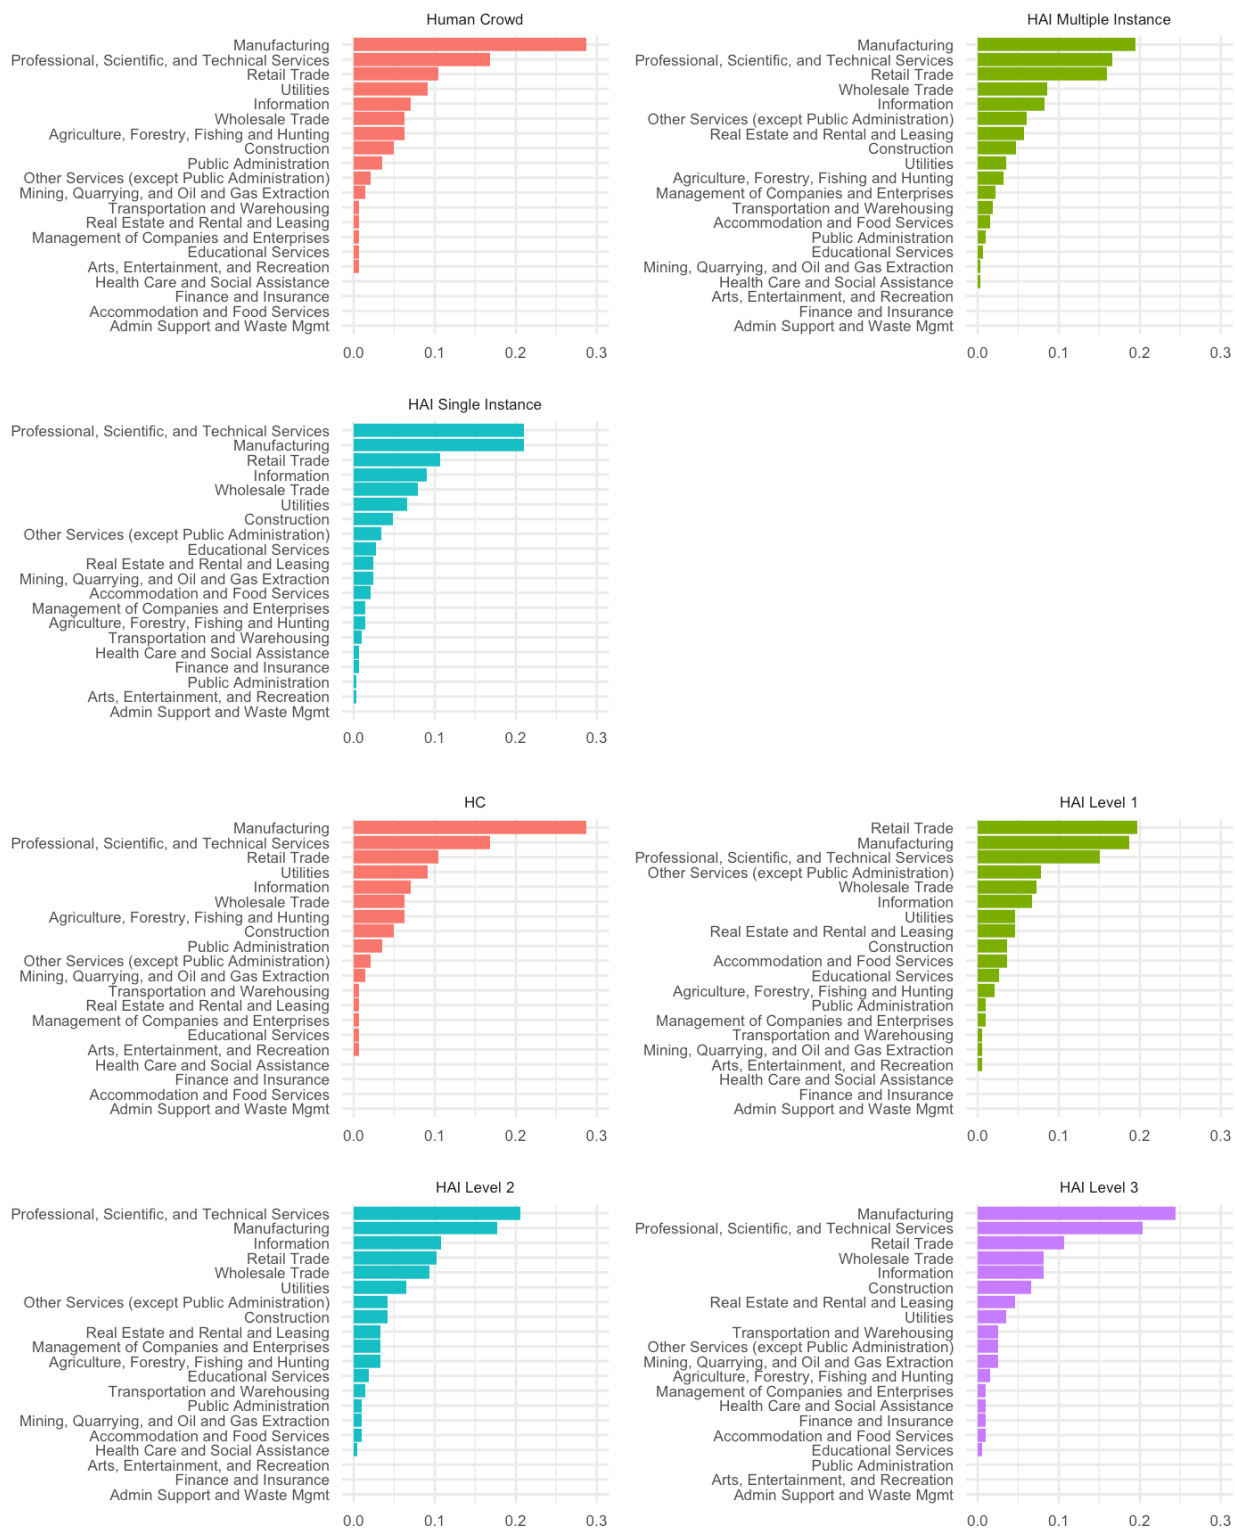 Human Crowd
Manufacturing
Professional, Scientific, and Technical Services
Retail Trade
Utilities
Information
Wholesale Trade
Agriculture, Forestry, Fishing and Hunting
Construction
Public Administration
Other Services (except Public Administration)
Mining, Quarrying, and Oil and Gas Extraction
Transportation and Warehousing
Real Estate and Rental and Leasing
Management of Companies and Enterprises
Educational Services
Arts, Entertainment, and Recreation
Health Care and Social Assistance
Finance and Insurance
Accommodation and Food Services
Admin Support and Waste Mgmt
0.0 0.1 0.2 0.3
HAI Multiple Instance
Manufacturing
Professional, Scientific, and Technical Services
Retail Trade
Wholesale Trade
Information
Other Services (except Public Administration)
Real Estate and Rental and Leasing
Construction
Utilities
Agriculture, Forestry, Fishing and Hunting
Management of Companies and Enterprises
Transportation and Warehousing
Accommodation and Food Services
Public Administration
Educational Services
Mining, Quarrying, and Oil and Gas Extraction
Health Care and Social Assistance
Arts, Entertainment, and Recreation
Finance and Insurance
Admin Support and Waste Mgmt
0.0 0.1 0.2 0.3
HAI Single Instance
Professional, Scientific, and Technical Services
Manufacturing
Retail Trade
Information
Wholesale Trade
Utilities
Construction
Other Services (except Public Administration)
Educational Services
Real Estate and Rental and Leasing
Mining, Quarrying, and Oil and Gas Extraction
Accommodation and Food Services
Management of Companies and Enterprises
Agriculture, Forestry, Fishing and Hunting
Transportation and Warehousing
Health Care and Social Assistance
Finance and Insurance
Public Administration
Arts, Entertainment, and Recreation
Admin Support and Waste Mgmt
0.0 0.1 0.2 0.3
HC
Manufacturing
Professional, Scientific, and Technical Services
Retail Trade
Utilities
Information
Wholesale Trade
Agriculture, Forestry, Fishing and Hunting
Construction
Public Administration
Other Services (except Public Administration)
Mining, Quarrying, and Oil and Gas Extraction
Transportation and Warehousing
Real Estate and Rental and Leasing
Management of Companies and Enterprises
Educational Services
Arts, Entertainment, and Recreation
Health Care and Social Assistance
Finance and Insurance
Accommodation and Food Services
Admin Support and Waste Mgmt
0.0 0.1 0.2 0.3
HAI Level 1
Retail Trade
Manufacturing
Professional, Scientific, and Technical Services
Other Services (except Public Administration)
Wholesale Trade
Information
Utilities
Real Estate and Rental and Leasing
Construction
Accommodation and Food Services
Educational Services
Agriculture, Forestry, Fishing and Hunting
Public Administration
Management of Companies and Enterprises
Transportation and Warehousing
Mining, Quarrying, and Oil and Gas Extraction
Arts, Entertainment, and Recreation
Health Care and Social Assistance
Finance and Insurance
Admin Support and Waste Mgmt
0.0 0.1 0.2 0.3
HAI Level 2
Professional, Scientific, and Technical Services
Manufacturing
Information
Retail Trade
Wholesale Trade
Utilities
Other Services (except Public Administration)
Construction
Real Estate and Rental and Leasing
Management of Companies and Enterprises
Agriculture, Forestry, Fishing and Hunting
Educational Services
Transportation and Warehousing
Public Administration
Mining, Quarrying, and Oil and Gas Extraction
Accommodation and Food Services
Health Care and Social Assistance
Arts, Entertainment, and Recreation
Finance and Insurance
Admin Support and Waste Mgmt
0.0 0.1 0.2 0.3
HAI Level 3
Manufacturing
Professional, Scientific, and Technical Services
Retail Trade
Wholesale Trade
Information
Construction
Real Estate and Rental and Leasing
Utilities
Transportation and Warehousing
Other Services (except Public Administration)
Mining, Quarrying, and Oil and Gas Extraction
Agriculture, Forestry, Fishing and Hunting
Management of Companies and Enterprises
Health Care and Social Assistance
Finance and Insurance
Accommodation and Food Services
Educational Services
Public Administration
Arts, Entertainment, and Recreation
Admin Support and Waste Mgmt
0.0 0.1 0.2 0.3